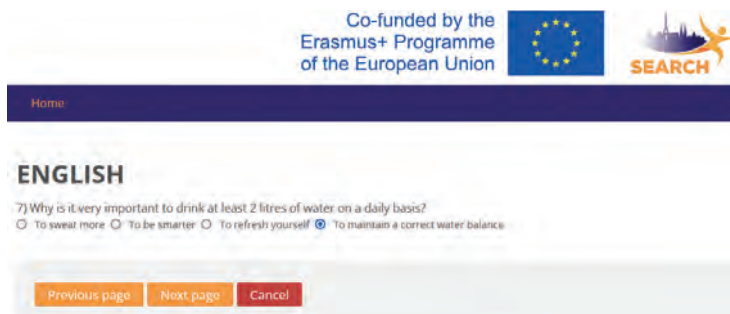 Co-funded by the
Erasmus+ Programme
of the European Union
SEARCH
Home
ENGLISH
7) Why is it very important to drink at least 2 litres of water on a daily basis?
To sweat more To be smarter To refresh yourself To maintain a correct water balance
Previous page Next page Cancel